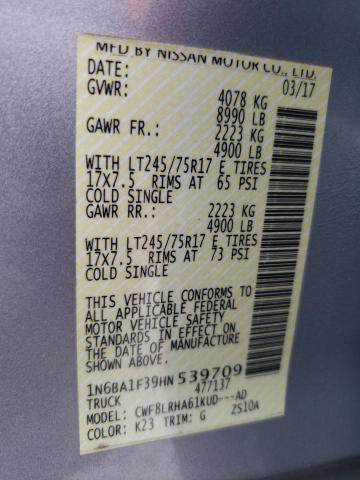 MFD BY NISSAN MOTOR CO., LTD.
DATE: 03/17
GVWR: 4078 KG
8990 LB
GAWR FR.: 2223 KG
4900 LB
WITH LT245/75R17 E TIRES
17X7.5 RIMS AT 65 PSI
COLD SINGLE
GAWR RR.: 2223 KG
4900 LB
WITH LT245/75R17 E TIRES
17X7.5 RIMS AT 73 PSI
COLD SINGLE
THIS VEHICLE CONFORMS TO
ALL APPLICABLE FEDERAL
MOTOR VEHICLE SAFETY
STANDARDS IN EFFECT ON
THE DATE OF MANUFACTURE
SHOWN ABOVE.
1N6BA1F39HN539709
TRUCK 477137
MODEL: CWF8LRHA61KUD---AD
COLOR: K23 TRIM: G ZS10A